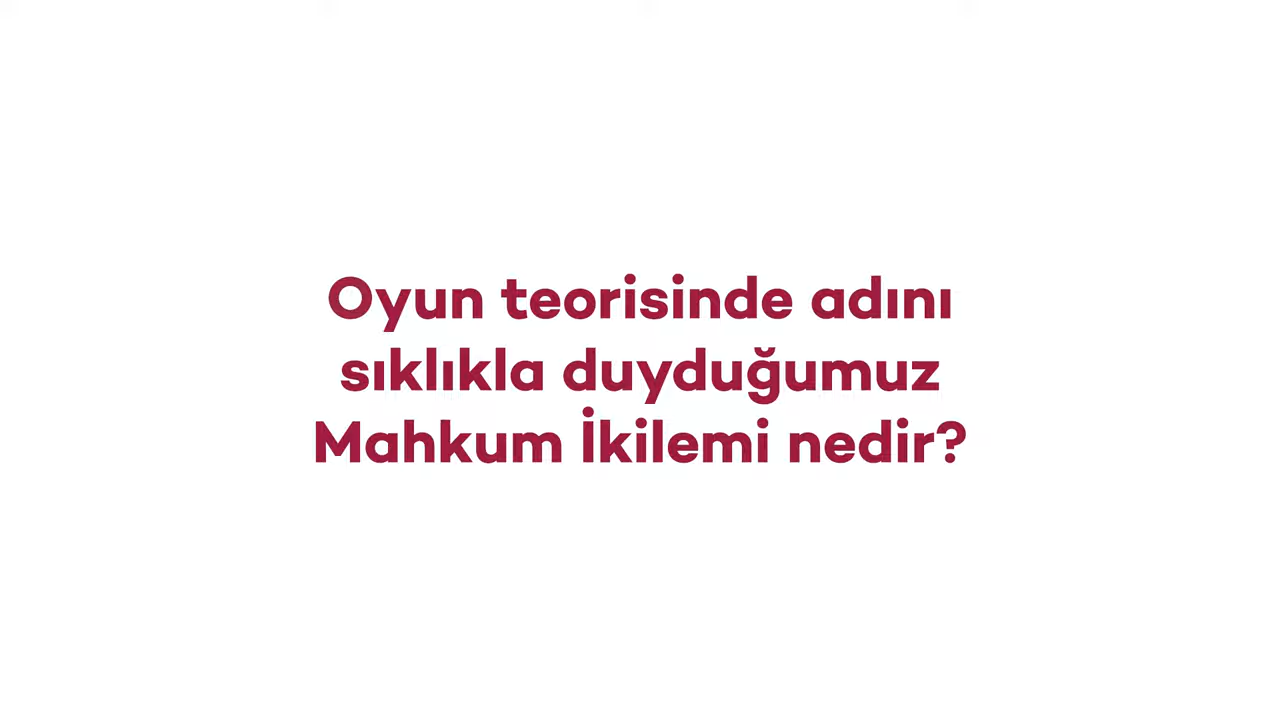 Oyun teorisinde adını
sıklıkla duyduğumuz
Mahkum İkilemi nedir?